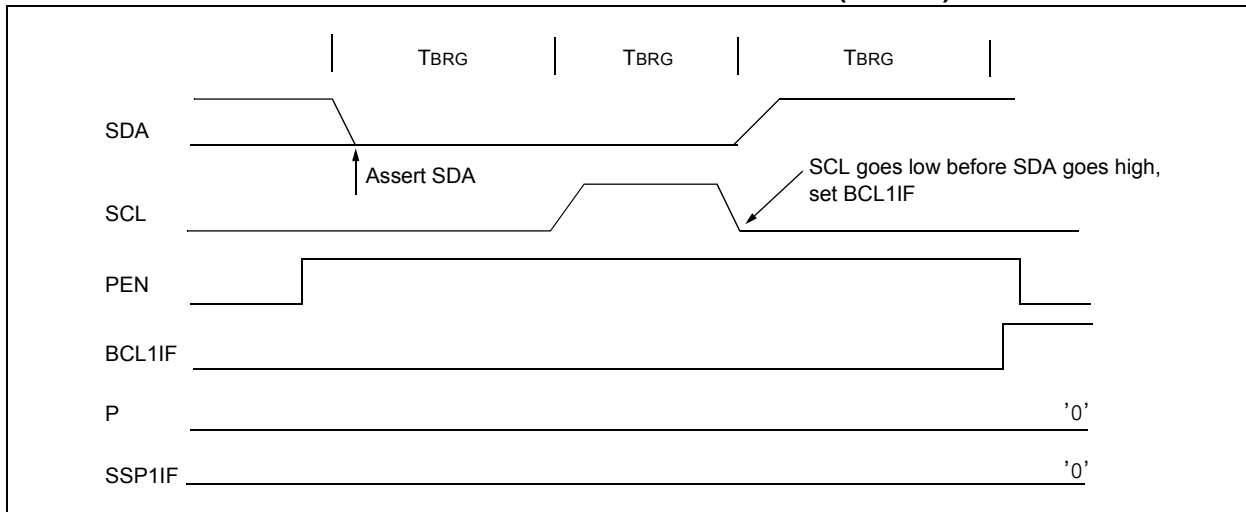 TBRG TBRG TBRG
SDA
Assert SDA
SCL goes low before SDA goes high,
set BCL1IF
SCL
PEN
BCL1IF
P
'0'
SSP1IF
'0'